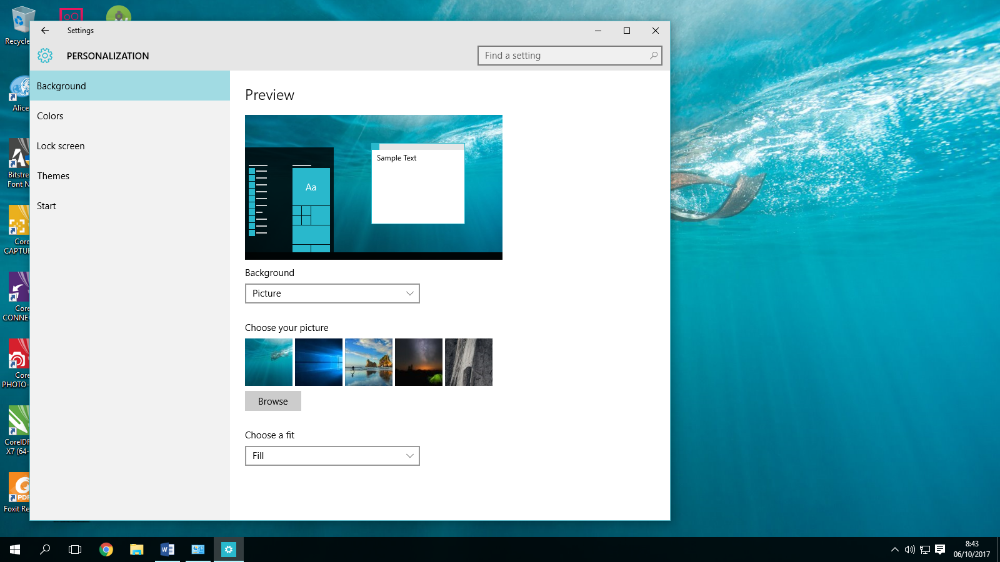 Recycle
Alice
Bitstre
Font N
Core
CAPTUR
Core
CONNE
Core
PHOTO-
CorelDR
X7 (64-
Foxit Re
Settings
PERSONALIZATION
Find a setting
Background
Colors
Lock screen
Themes
Start
Preview
Aa
Sample Text
Background
Picture
Choose your picture
Browse
Choose a fit
Fill
8:43
06/10/2017